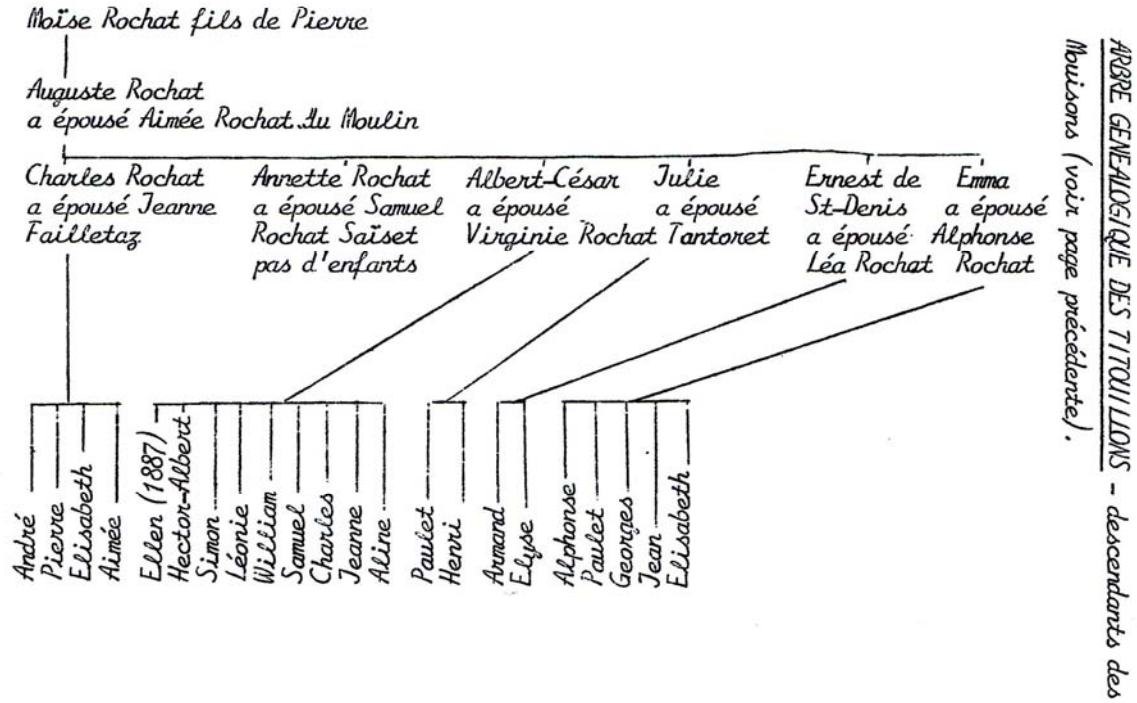 ARBRE GENEALOGIQUE DES TITOUILLONS - descendants des
Mouisons (voir page précédente).
Moïse Rochat fils de Pierre
Auguste Rochat
a épousé Aimée Rochat du Moulin
Charles Rochat
a épousé Jeanne
Failletaz
Annette Rochat
a épousé Samuel
Rochat Saïset
pas d'enfants
Albert-César
a épousé
Virginie Rochat
Julie
a épousé
Tantoret
Ernest de
St-Denis
a épousé
Léa Rochat
Emma
a épousé
Alphonse
Rochat
André
Pierre
Elisabeth
Aimée
Ellen (1887)
Hector-Albert
Simon
Léonie
William
Samuel
Charles
Jeanne
Aline
Paulet
Henri
Armand
Elyse
Alphonse
Paulet
Georges
Jean
Elisabeth